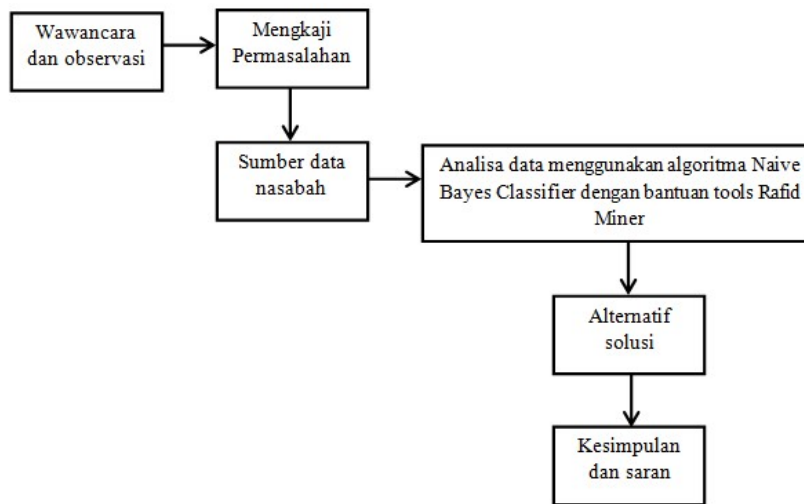 Wawancara
dan observasi
Mengkaji
Permasalahan
Sumber data
nasabah
Analisa data menggunakan algoritma Naive
Bayes Classifier dengan bantuan tools Rafid
Miner
Alternatif
solusi
Kesimpulan
dan saran